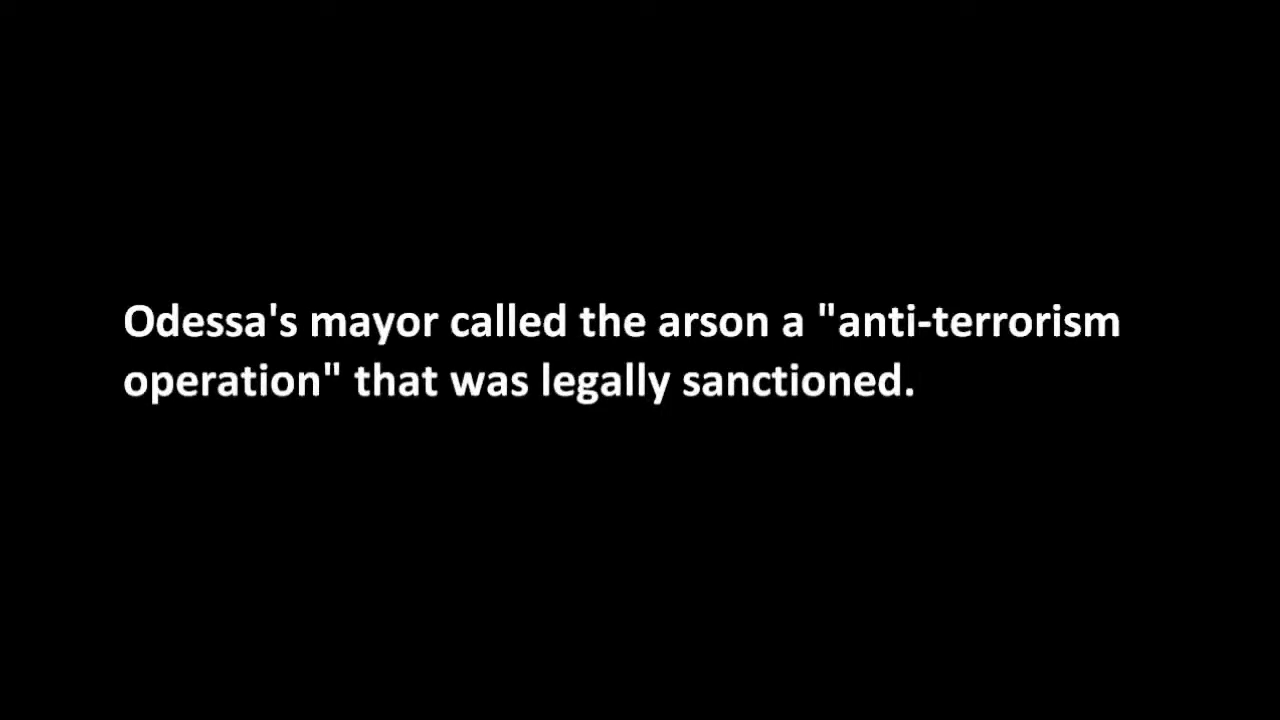 Odessa's mayor called the arson a "anti-terrorism
operation" that was legally sanctioned.